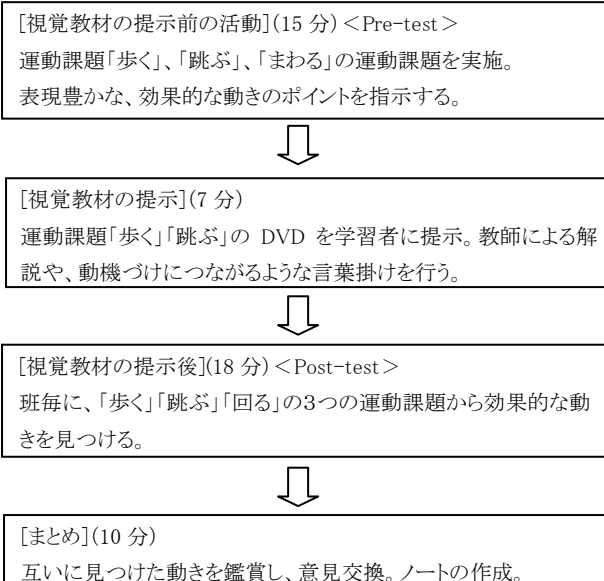 [視覚教材の提示前の活動](15 分)<Pre-test>
運動課題「歩く」、「跳ぶ」、「まわる」の運動課題を実施。
表現豊かな、効果的な動きのポイントを指示する。
[視覚教材の提示](7 分)
運動課題「歩く」「跳ぶ」の DVD を学習者に提示。教師による解
説や、動機づけにつながるような言葉掛けを行う。
[視覚教材の提示後](18 分)<Post-test>
班毎に、「歩く」「跳ぶ」「回る」の3つの運動課題から効果的な動
きを見つける。
[まとめ](10 分)
互いに見つけた動きを鑑賞し、意見交換。ノートの作成。